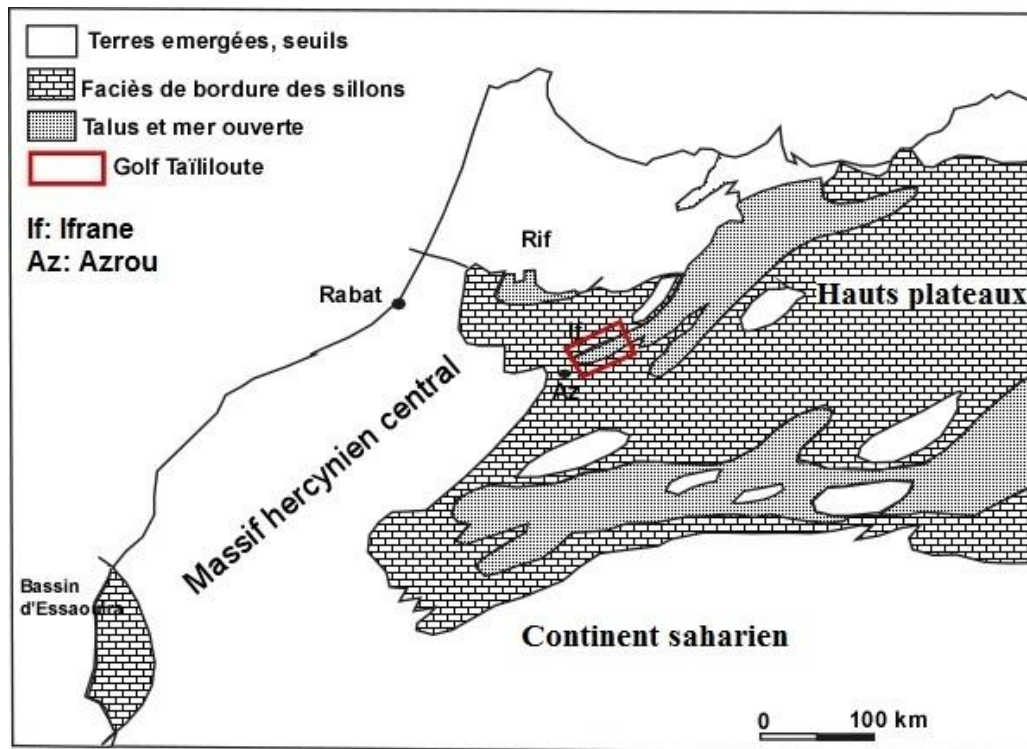 Terres emergées, seuils
Faciès de bordure des sillons
Talus et mer ouverte
Golf Taïliloute
If: Ifrane
Az: Azrou
Rif
Rabat
Hauts plateaux
If
Az
Massif hercynien central
Bassin
d'Essaouira
Continent saharien
0 100 km